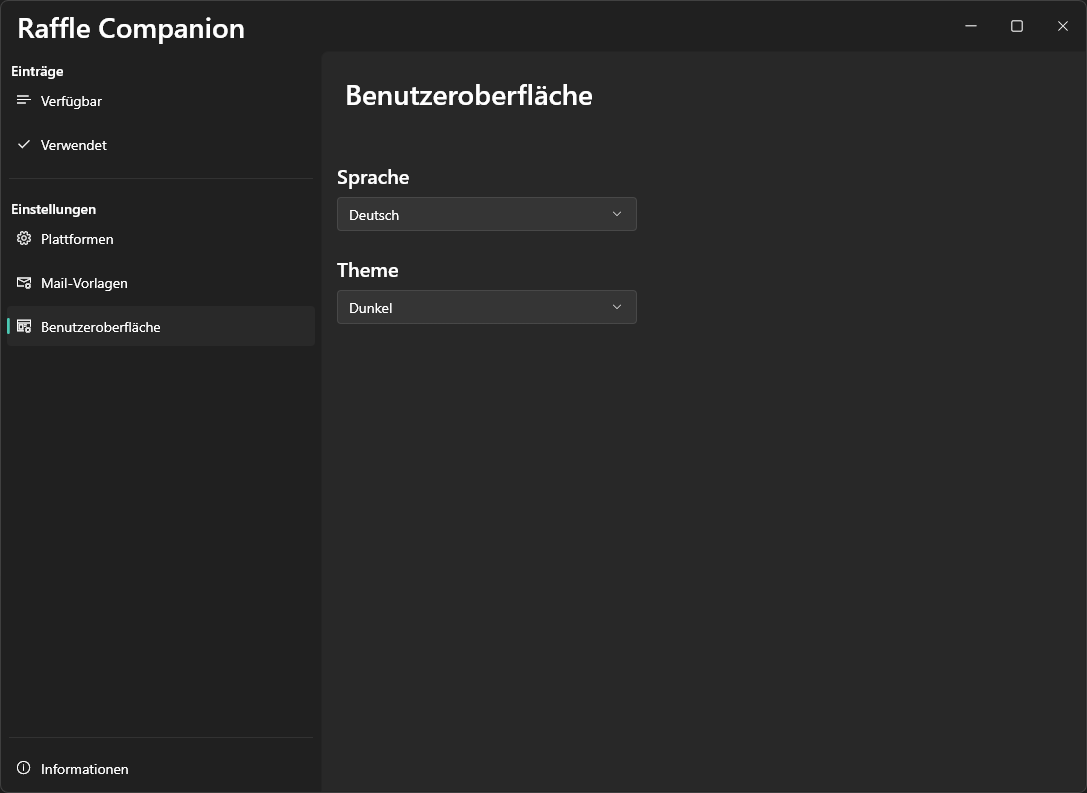 Raffle Companion
Einträge
Verfügbar
Verwendet
Einstellungen
Plattformen
Mail-Vorlagen
Benutzeroberfläche
Informationen
Benutzeroberfläche
Sprache
Deutsch
Theme
Dunkel